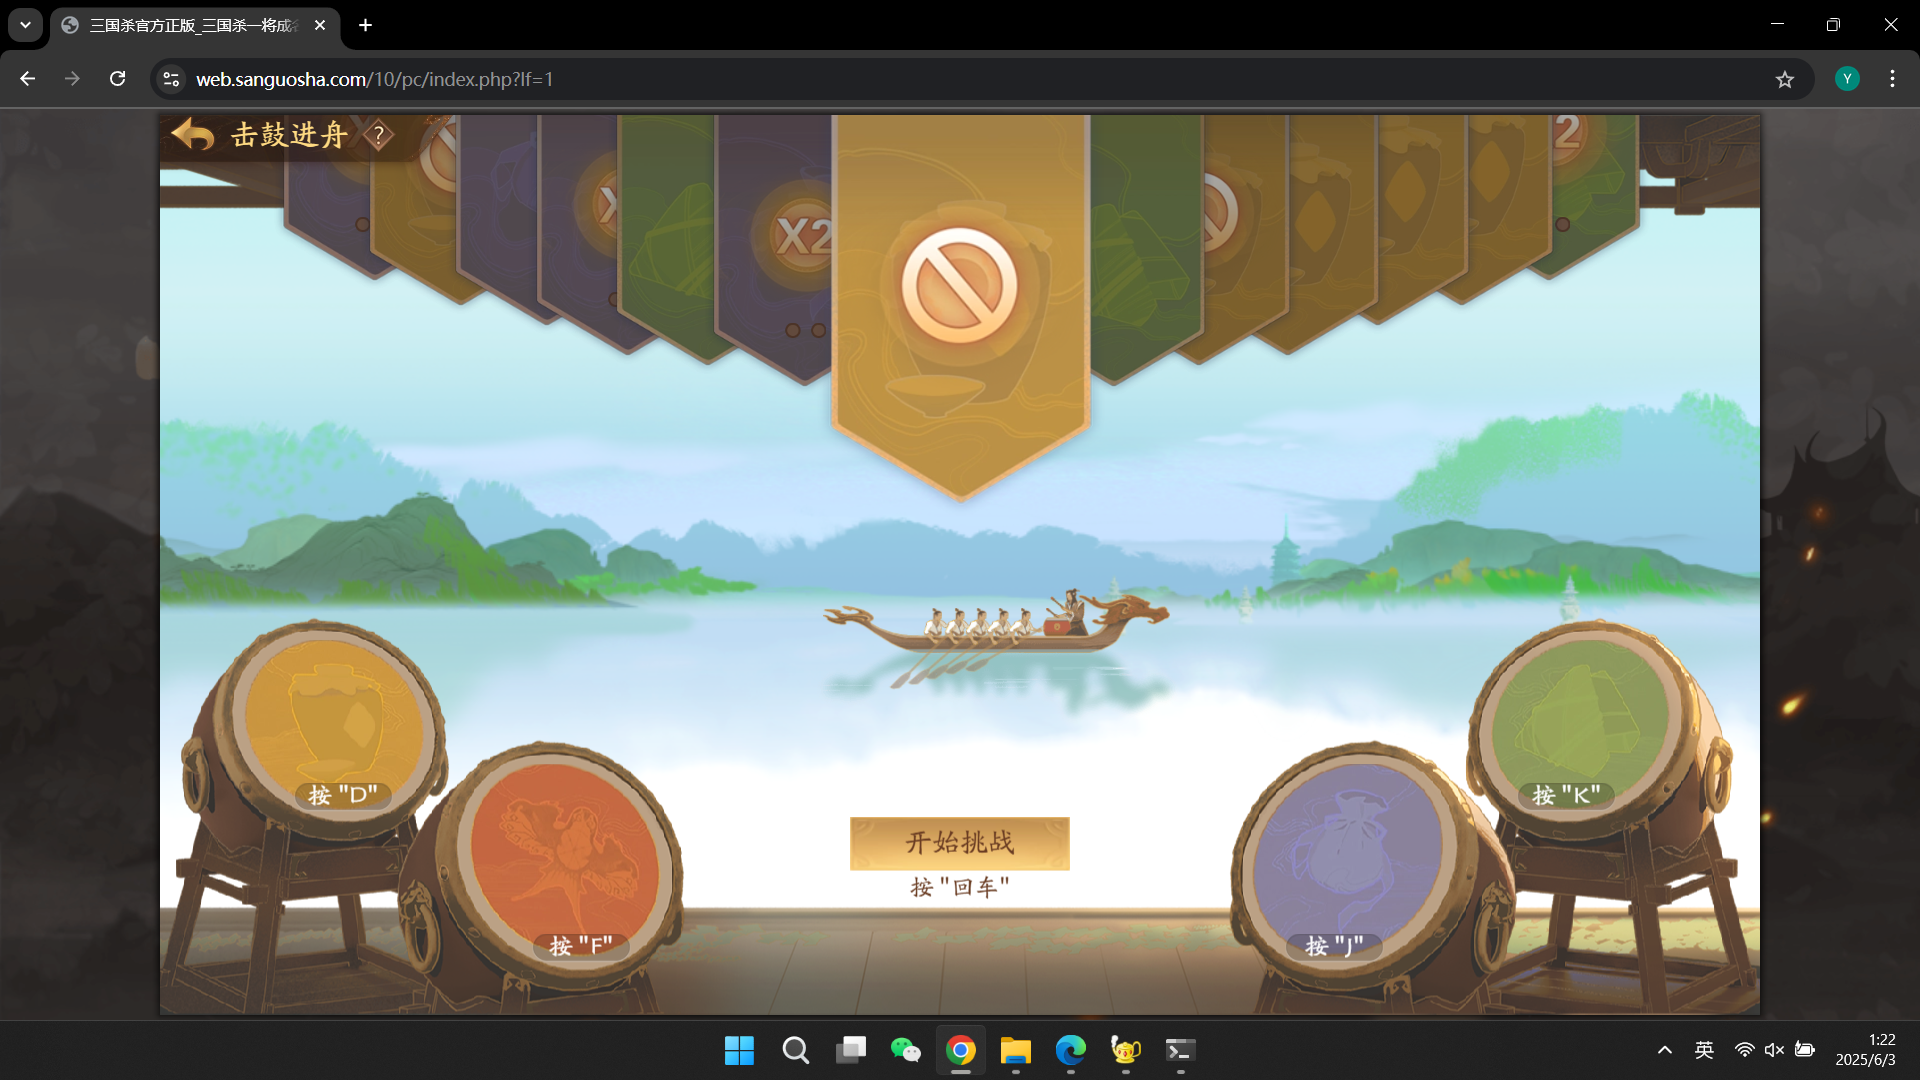 三国杀官方正版_三国杀一将成
web.sanguosha.com/10/pc/index.php?lf=1
Y
击鼓进舟
?
X2
2
按"D"
按"K"
开始挑战
按"回车"
按"F"
按"J"
英
1:22
2025/6/3